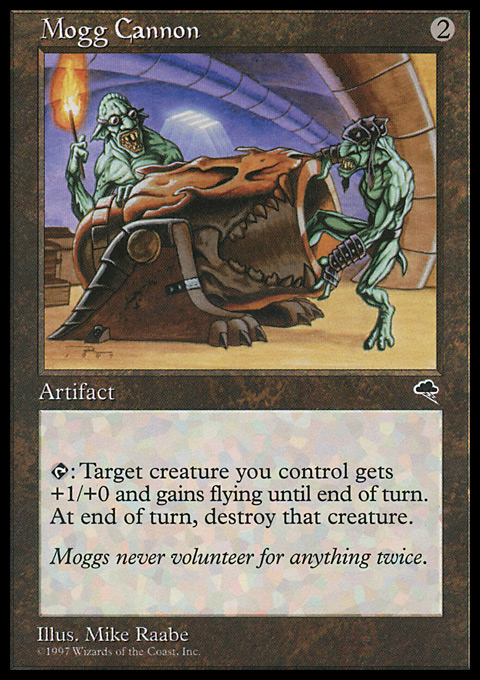 Mogg Cannon 2
Artifact
: Target creature you control gets
+1/+0 and gains flying until end of turn.
At end of turn, destroy that creature.
Moggs never volunteer for anything twice.
Illus. Mike Raabe
©1997 Wizards of the Coast, Inc.